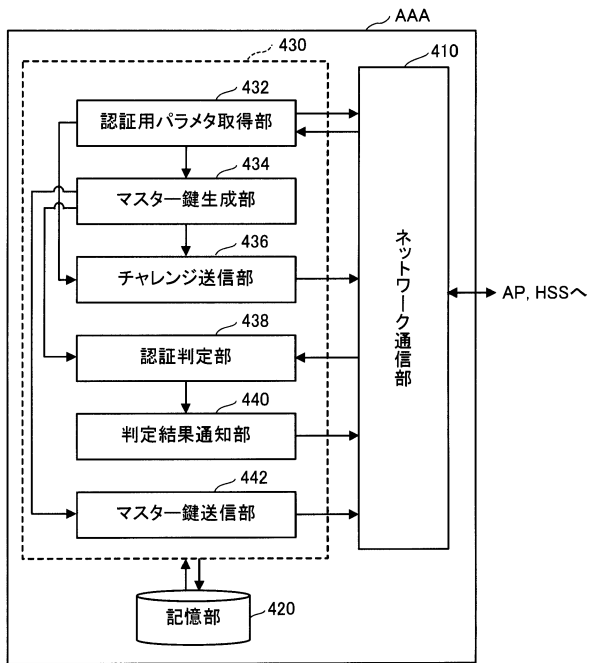 AAA
430
410
432
認証用パラメタ取得部
434
マスター鍵生成部
436
チャレンジ送信部
438
認証判定部
440
判定結果通知部
442
マスター鍵送信部
ネットワーク通信部
AP, HSSへ
記憶部
420